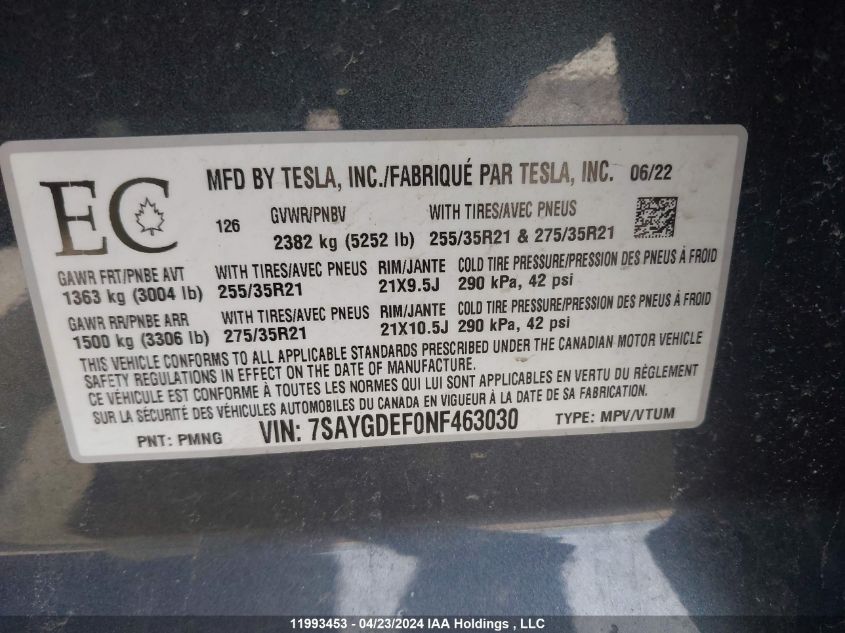 EC
MFD BY TESLA, INC./FABRIQUÉ PAR TESLA, INC. 06/22
126 GVWR/PNBV WITH TIRES/AVEC PNEUS
2382 kg (5252 lb) 255/35R21 & 275/35R21
GAWR FRT/PNBE AVT WITH TIRES/AVEC PNEUS RIM/JANTE COLD TIRE PRESSURE/PRESSION DES PNEUS À FROID
1363 kg (3004 lb) 255/35R21 21X9.5J 290 kPa, 42 psi
GAWR RR/PNBE ARR WITH TIRES/AVEC PNEUS RIM/JANTE COLD TIRE PRESSURE/PRESSION DES PNEUS À FROID
1500 kg (3306 lb) 275/35R21 21X10.5J 290 kPa, 42 psi
THIS VEHICLE CONFORMS TO ALL APPLICABLE STANDARDS PRESCRIBED UNDER THE CANADIAN MOTOR VEHICLE
SAFETY REGULATIONS IN EFFECT ON THE DATE OF MANUFACTURE.
CE VÉHICULE EST CONFORME À TOUTES LES NORMES QUI LUI SONT APPLICABLES EN VERTU DU RÈGLEMENT
SUR LA SÉCURITÉ DES VÉHICULES AUTOMOBILES DU CANADA EN VIGUEUR À LA DATE DE SA FABRICATION.
PNT: PMNG VIN: 7SAYGDEF0NF463030 TYPE: MPV/VTUM
11993453 - 04/23/2024 IAA Holdings , LLC